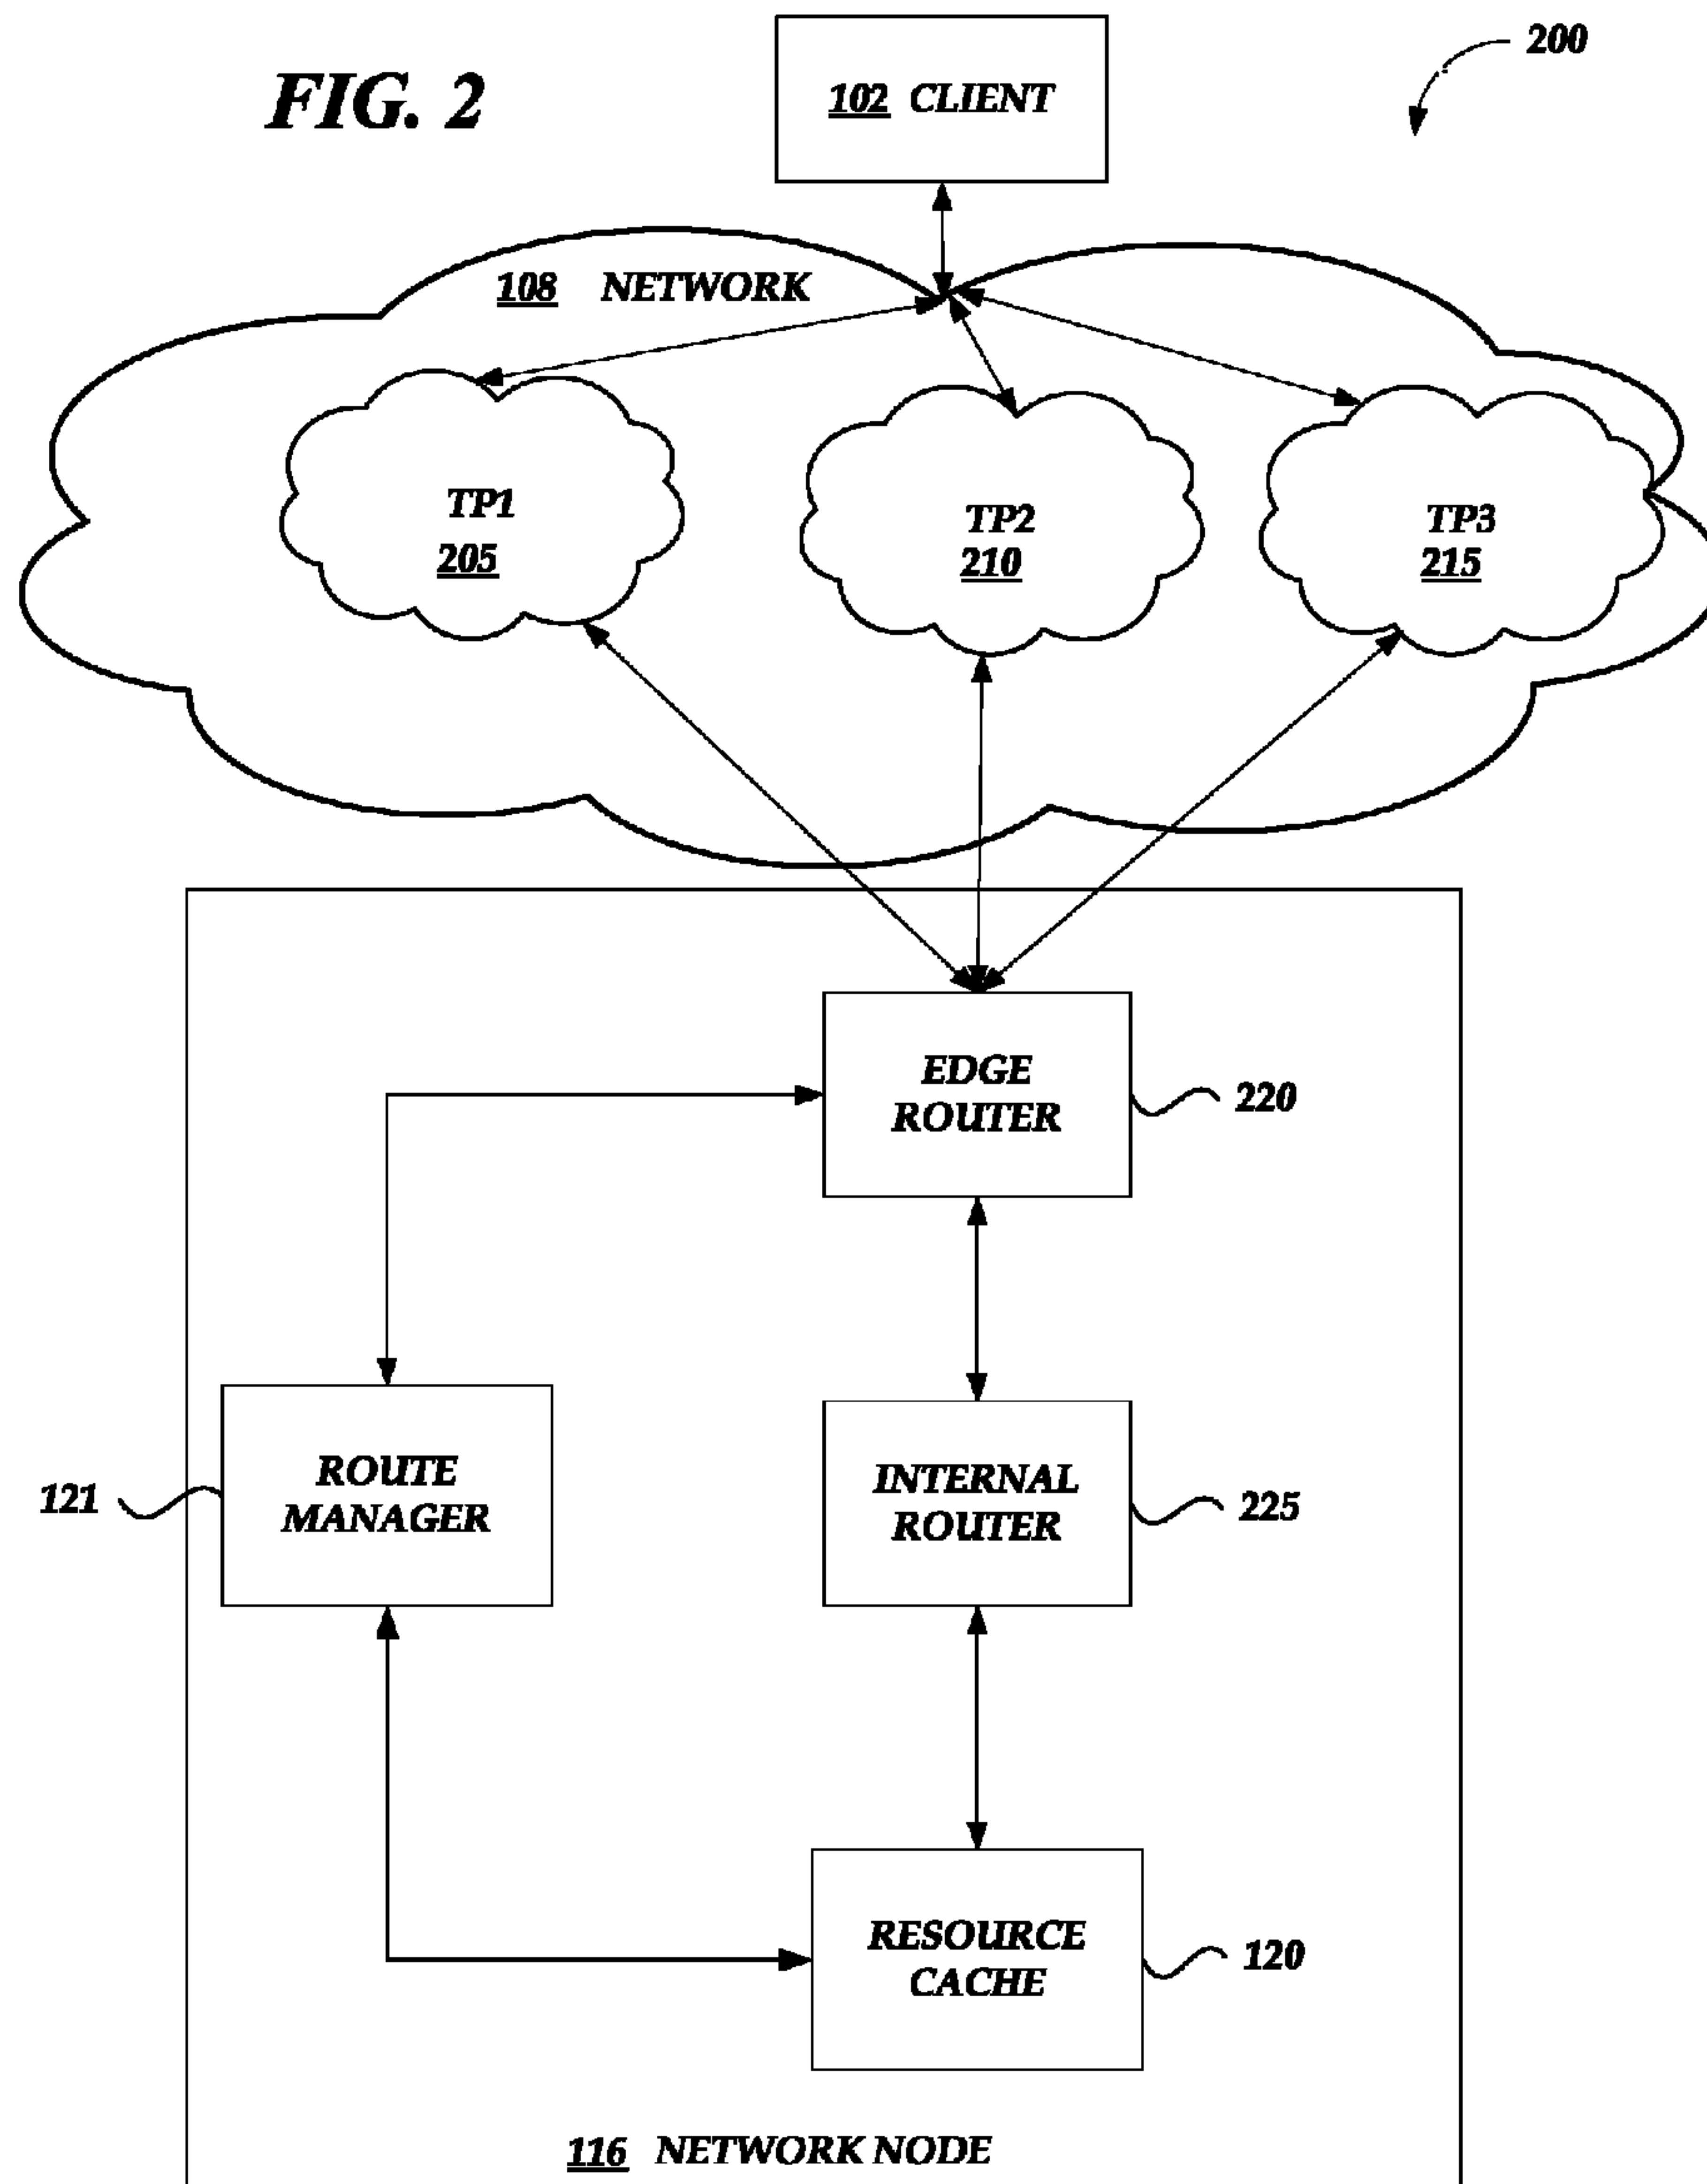 FIG. 2
102 CLIENT
200
108 NETWORK
TP1
205
TP2
210
TP3
215
EDGE
ROUTER
220
ROUTE
MANAGER
121
INTERNAL
ROUTER
225
RESOURCE
CACHE
120
116 NETWORK NODE